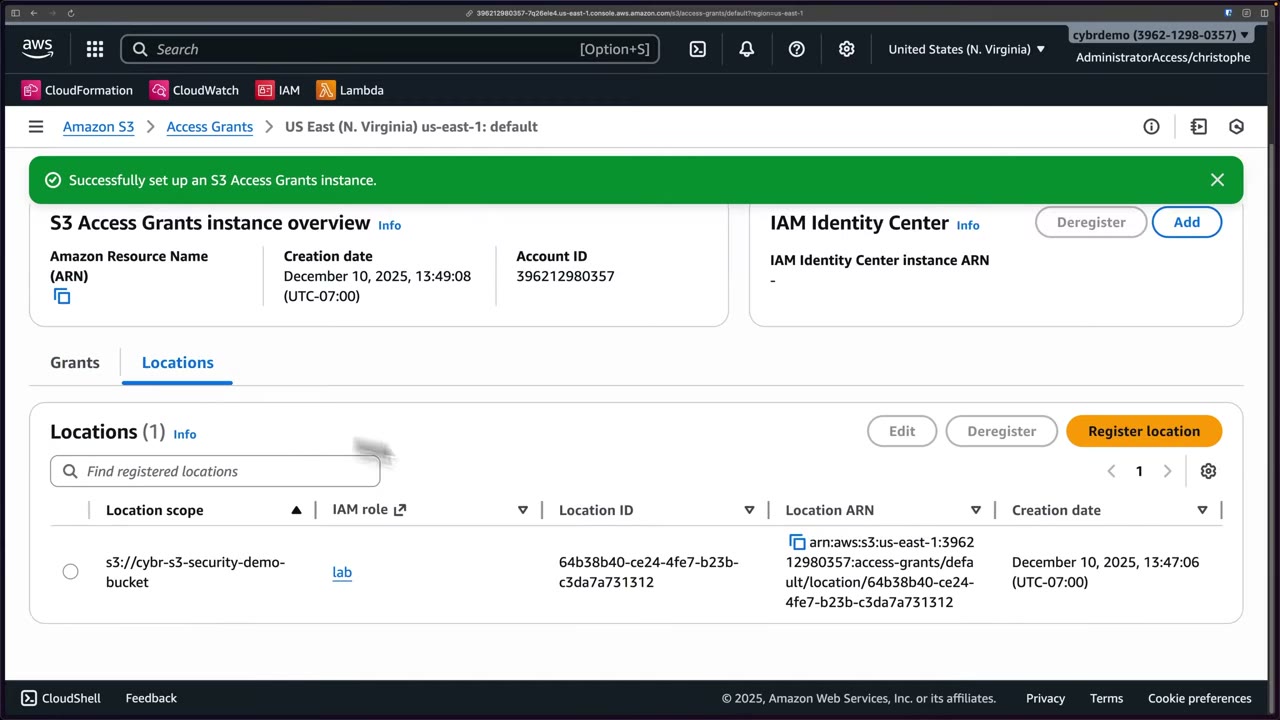 396212980357-7q26ele4.us-east-1.console.aws.amazon.com/s3/access-grants/default?region=us-east-1
aws
Search
[Option+S]
United States (N. Virginia) ▼
cybrdemo (3962-1298-0357) ▼
AdministratorAccess/christophe
CloudFormation
CloudWatch
IAM
Lambda
Amazon S3 > Access Grants > US East (N. Virginia) us-east-1: default
Successfully set up an S3 Access Grants instance.
S3 Access Grants instance overview Info
Amazon Resource Name
(ARN)
Creation date
December 10, 2025, 13:49:08
(UTC-07:00)
Account ID
396212980357
IAM Identity Center Info
Deregister
Add
IAM Identity Center instance ARN
-
Grants
Locations
Locations (1) Info
Edit
Deregister
Register location
Find registered locations
1
Location scope
IAM role
Location ID
Location ARN
Creation date
s3://cybr-s3-security-demo-
bucket
lab
64b38b40-ce24-4fe7-b23b-
c3da7a731312
arn:aws:s3:us-east-1:3962
12980357:access-grants/defa
ult/location/64b38b40-ce24-
4fe7-b23b-c3da7a731312
December 10, 2025, 13:47:06
(UTC-07:00)
CloudShell
Feedback
© 2025, Amazon Web Services, Inc. or its affiliates.
Privacy
Terms
Cookie preferences